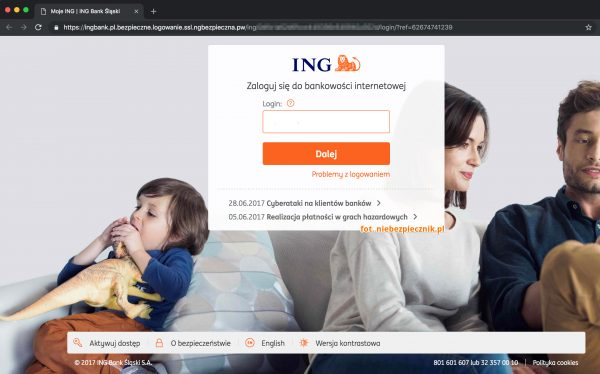 Moje ING | ING Bank Śląski
https://ingbank.pl.bezpieczne.logowanie.ssl.ngbezpieczna.pw/ing login/?ref=62674741239
ING
Zaloguj się do bankowości internetowej
Login: ?
Dalej
Problemy z logowaniem
28.06.2017 Cyberataki na klientów banków
05.06.2017 Realizacja płatności w grach hazardowych
fot. niebezpiecznik.pl
Aktywuj dostęp O bezpieczeństwie EN English Wersja kontrastowa
© 2017 ING Bank Śląski S.A. 801 601 607 lub 32 357 00 10 Polityka cookies